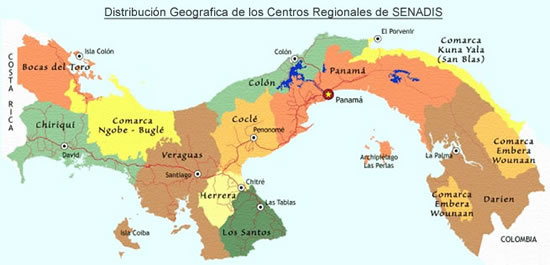 Distribución Geografica de los Centros Regionales de SENADIS
El Porvenir
Isla Colón
Colón
Comarca
Kuna Yala
(San Blas)
COSTA RICA
Bocas del Toro
Panamá
Colón
Panamá
Coclé
Chiriquí
Comarca
Ngobe - Buglé
Penonomé
Comarca
Embera
Wounaan
David
Veraguas
La Palma
Archipiélago
Las Perlas
Santiago
Chitré
Herrera
Comarca
Embera
Wounaan
Darien
Las Tablas
Los Santos
Isla Coiba
COLOMBIA